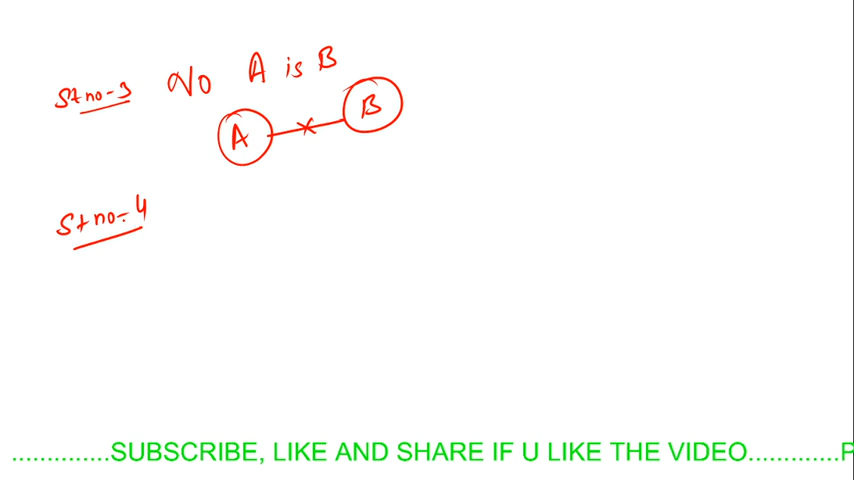 St no-3 No A is B
A B
St no-4
..............SUBSCRIBE, LIKE AND SHARE IF U LIKE THE VIDEO.............P